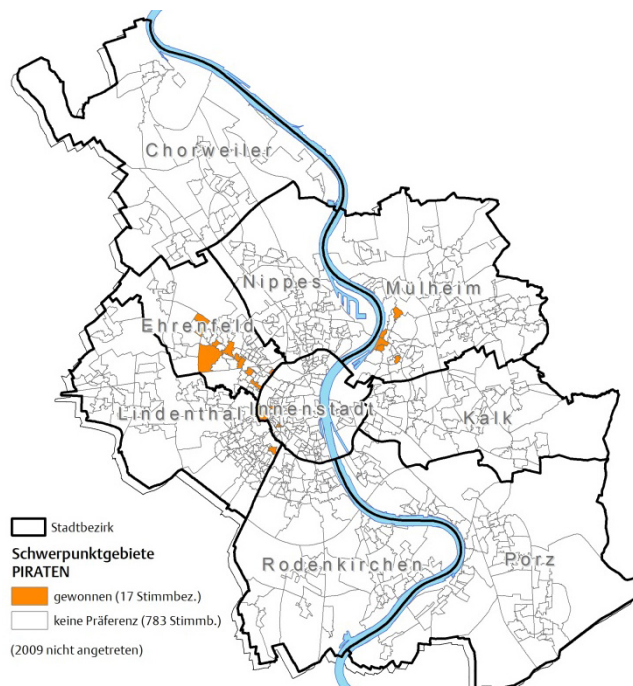 Chorweiler
Nippes
Mülheim
Ehrenfeld
Lindenthal
Innenstadt
Kalk
Rodenkirchen
Porz
Stadtbezirk
Schwerpunktgebiete
PIRATEN
gewonnen (17 Stimmbez.)
keine Präferenz (783 Stimmb.)
(2009 nicht angetreten)